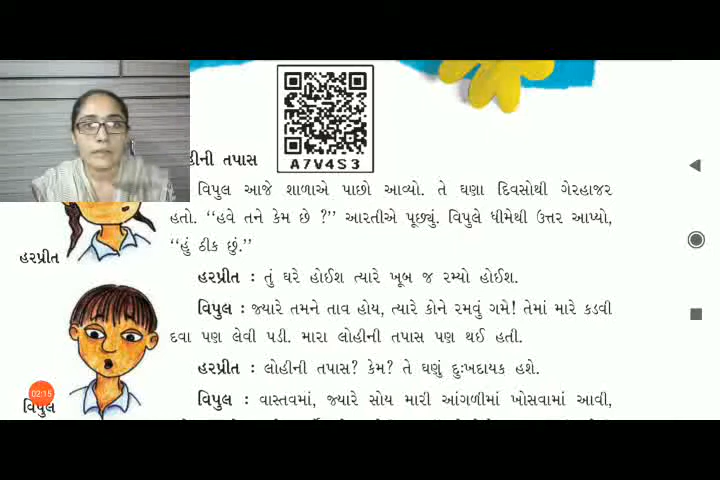 A7V4S3
તપાસ
વિપુલ આજે શાળાએ પાછો આવ્યો. તે ઘણા દિવસોથી ગેરહાજર
હતો. “હવે તને કેમ છે ?” આરતીએ પૂછ્યું. વિપુલે ધીમેથી ઉત્તર આપ્યો,
“હું ઠીક છું.”
હરપ્રીત
હરપ્રીત : તું ઘરે હોઈશ ત્યારે ખૂબ જ રમ્યો હોઈશ.
વિપુલ : જ્યારે તમને તાવ હોય, ત્યારે કોને રમવું ગમે! તેમાં મારે કડવી
દવા પણ લેવી પડી. મારા લોહીની તપાસ પણ થઈ હતી.
હરપ્રીત : લોહીની તપાસ? કેમ? તે ઘણું દુઃખદાયક હશે.
02:15
વિપુલ
વિપુલ : વાસ્તવમાં, જ્યારે સોય મારી આંગળીમાં ખોસવામાં આવી,